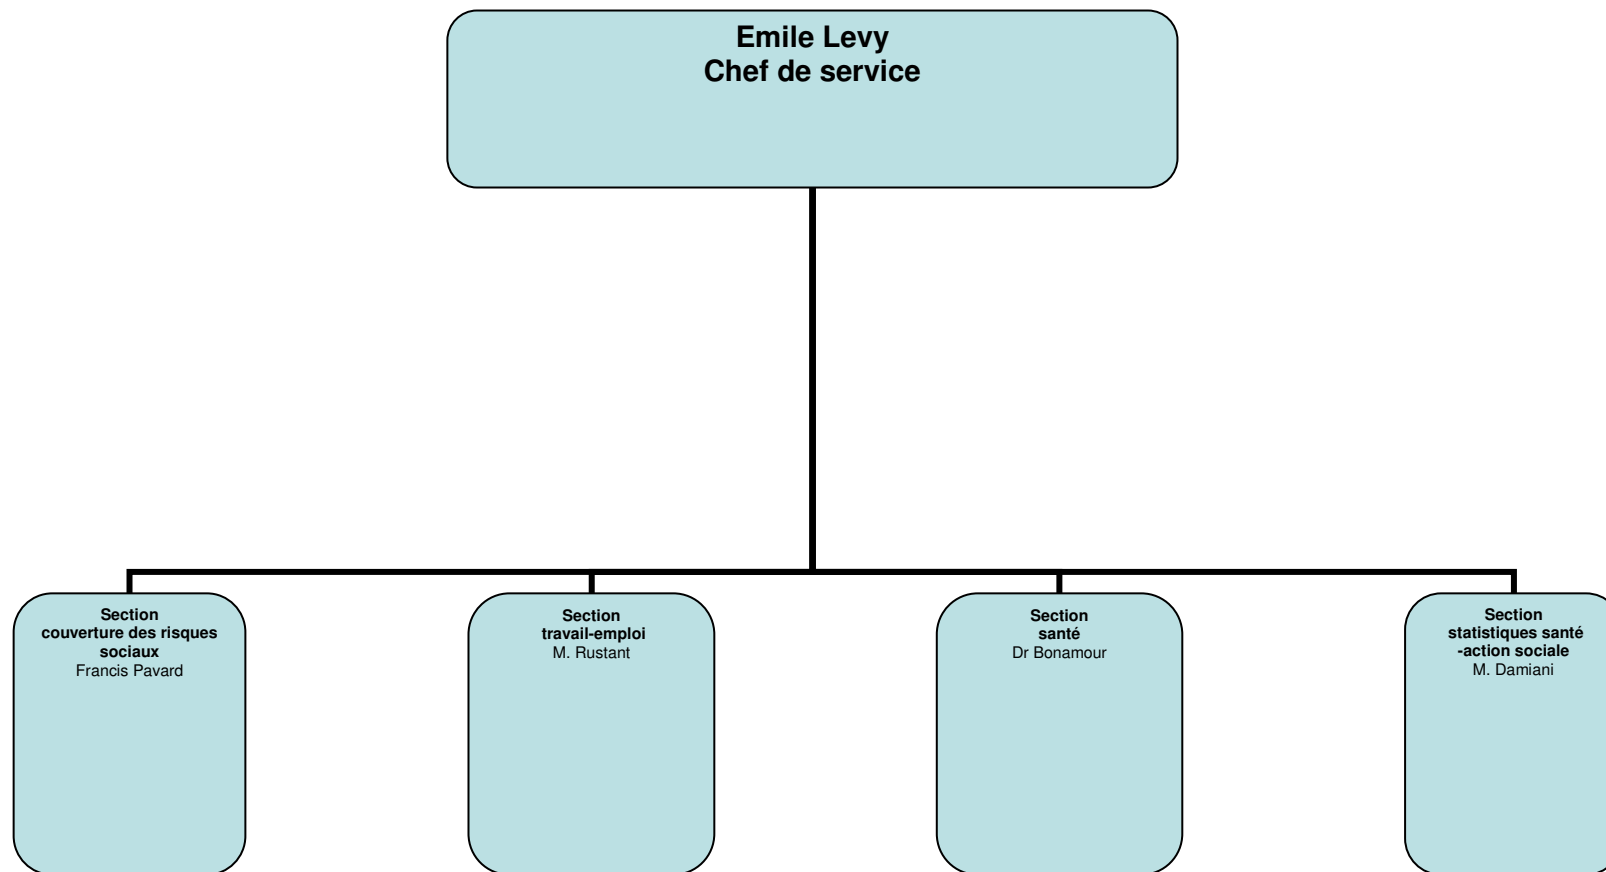 Emile Levy
Chef de service
Section
couverture des risques
sociaux
Francis Pavard
Section
travail-emploi
M. Rustant
Section
santé
Dr Bonamour
Section
statistiques santé
-action sociale
M. Damiani